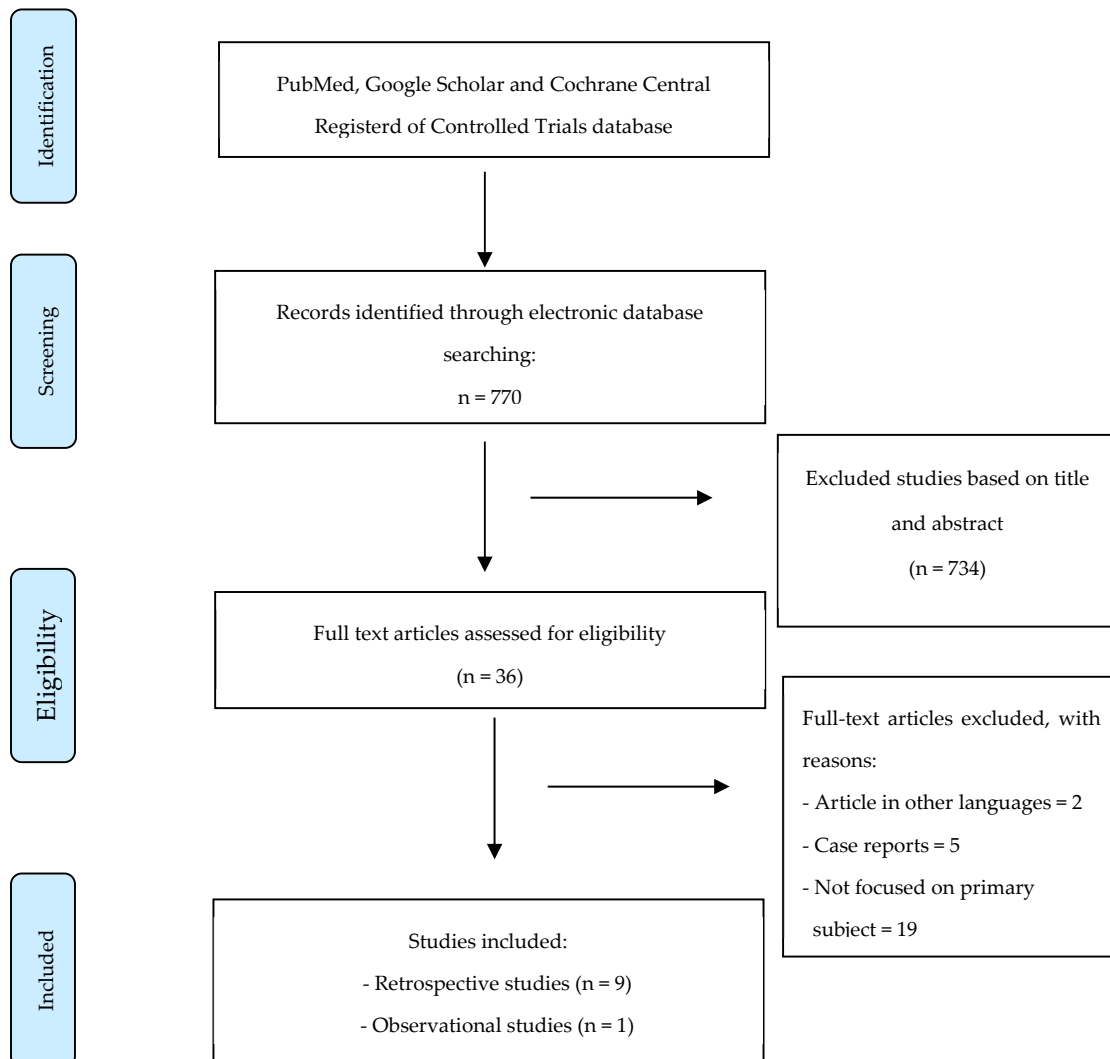 Identification
PubMed, Google Scholar and Cochrane Central
Registerd of Controlled Trials database
Screening
Records identified through electronic database
searching:
n = 770
Excluded studies based on title
and abstract
(n = 734)
Eligibility
Full text articles assessed for eligibility
(n = 36)
Full-text articles excluded, with
reasons:
- Article in other languages = 2
- Case reports = 5
- Not focused on primary
subject = 19
Included
Studies included:
- Retrospective studies (n = 9)
- Observational studies (n = 1)